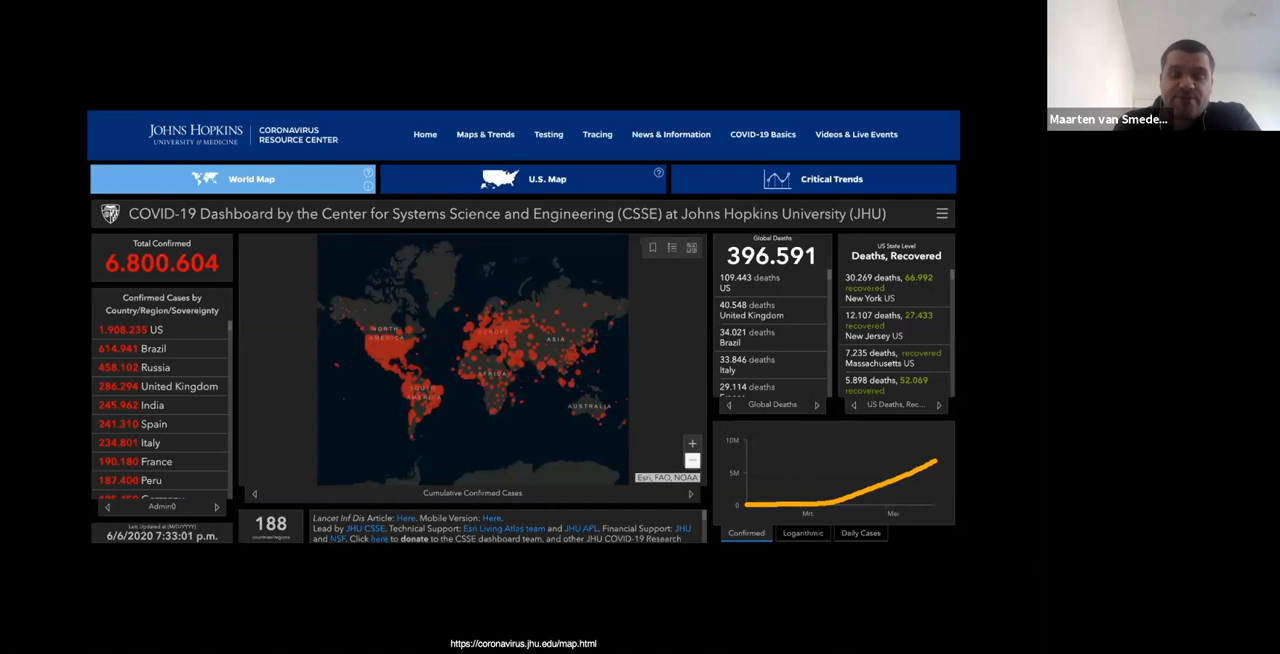 Maarten van Smede...
JOHNS HOPKINS
UNIVERSITY & MEDICINE
CORONAVIRUS
RESOURCE CENTER
Home
Maps & Trends
Testing
Tracing
News & Information
COVID-19 Basics
Videos & Live Events
World Map
U.S. Map
Critical Trends
COVID-19 Dashboard by the Center for Systems Science and Engineering (CSSE) at Johns Hopkins University (JHU)
Total Confirmed
6.800.604
Confirmed Cases by
Country/Region/Sovereignty
1.908.235 US
614.941 Brazil
458.102 Russia
286.294 United Kingdom
245.962 India
241.310 Spain
234.801 Italy
190.180 France
187.400 Peru
Admin0
Last Updated at (M/D/YYYY)
6/6/2020 7:33:01 p.m.
NORTH
AMERICA
SOUTH
AMERICA
EUROPE
AFRICA
ASIA
AUSTRALIA
Esri, FAO, NOAA
Cumulative Confirmed Cases
188
countries/regions
Lancet Inf Dis Article: Here. Mobile Version: Here.
Lead by JHU CSSE. Technical Support: Esri Living Atlas team and JHU APL. Financial Support: JHU
and NSF. Click here to donate to the CSSE dashboard team, and other JHU COVID-19 Research
Global Deaths
396.591
109.443 deaths
US
40.548 deaths
United Kingdom
34.021 deaths
Brazil
33.846 deaths
Italy
29.114 deaths
Global Deaths
US State Level
Deaths, Recovered
30.269 deaths, 66.992
recovered
New York US
12.107 deaths, 27.433
recovered
New Jersey US
7.235 deaths, recovered
Massachusetts US
5.898 deaths, 52.069
recovered
US Deaths, Rec...
10M
5M
0
Mrt.
Mei
Confirmed
Logarithmic
Daily Cases
https://coronavirus.jhu.edu/map.html